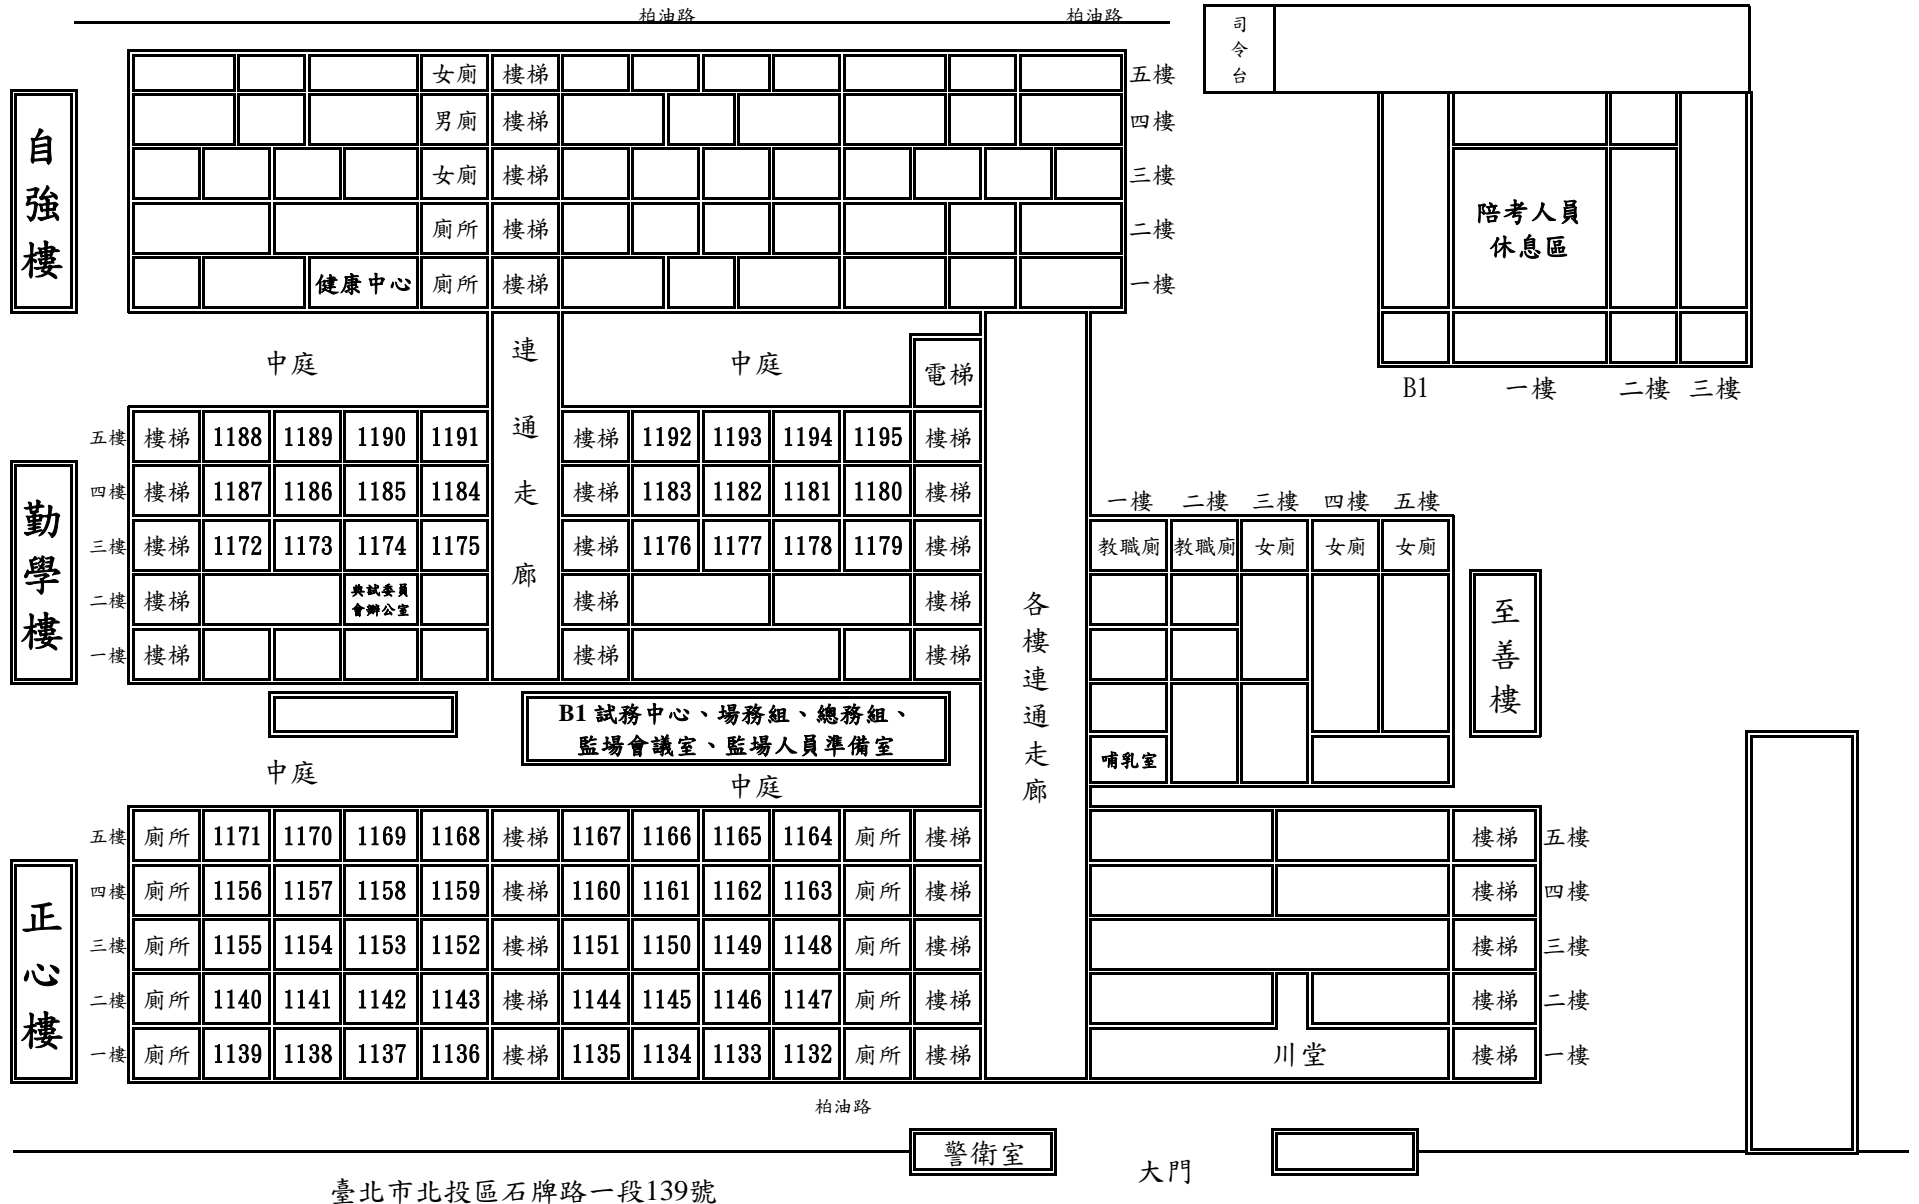 柏油路 柏油路
司令台
女廁 樓梯 五樓
男廁 樓梯 四樓
女廁 樓梯 三樓
廁所 樓梯 二樓
健康中心 廁所 樓梯 一樓
自強樓
陪考人員
休息區
B1 一樓 二樓 三樓
中庭 中庭
電梯
連通走廊
五樓 樓梯 1188 1189 1190 1191 樓梯 1192 1193 1194 1195 樓梯
四樓 樓梯 1187 1186 1185 1184 樓梯 1183 1182 1181 1180 樓梯
三樓 樓梯 1172 1173 1174 1175 樓梯 1176 1177 1178 1179 樓梯
二樓 樓梯 典試委員會辦公室 樓梯 樓梯
一樓 樓梯 樓梯 樓梯
勤學樓
各樓連通走廊
一樓 二樓 三樓 四樓 五樓
教職廁 教職廁 女廁 女廁 女廁
哺乳室
至善樓
B1 試務中心、場務組、總務組、
監場會議室、監場人員準備室
中庭 中庭
五樓 廁所 1171 1170 1169 1168 樓梯 1167 1166 1165 1164 廁所 樓梯 樓梯 五樓
四樓 廁所 1156 1157 1158 1159 樓梯 1160 1161 1162 1163 廁所 樓梯 樓梯 四樓
三樓 廁所 1155 1154 1153 1152 樓梯 1151 1150 1149 1148 廁所 樓梯 樓梯 三樓
二樓 廁所 1140 1141 1142 1143 樓梯 1144 1145 1146 1147 廁所 樓梯 樓梯 二樓
一樓 廁所 1139 1138 1137 1136 樓梯 1135 1134 1133 1132 廁所 樓梯 川堂 樓梯 一樓
正心樓
柏油路
警衛室
大門
臺北市北投區石牌路一段139號